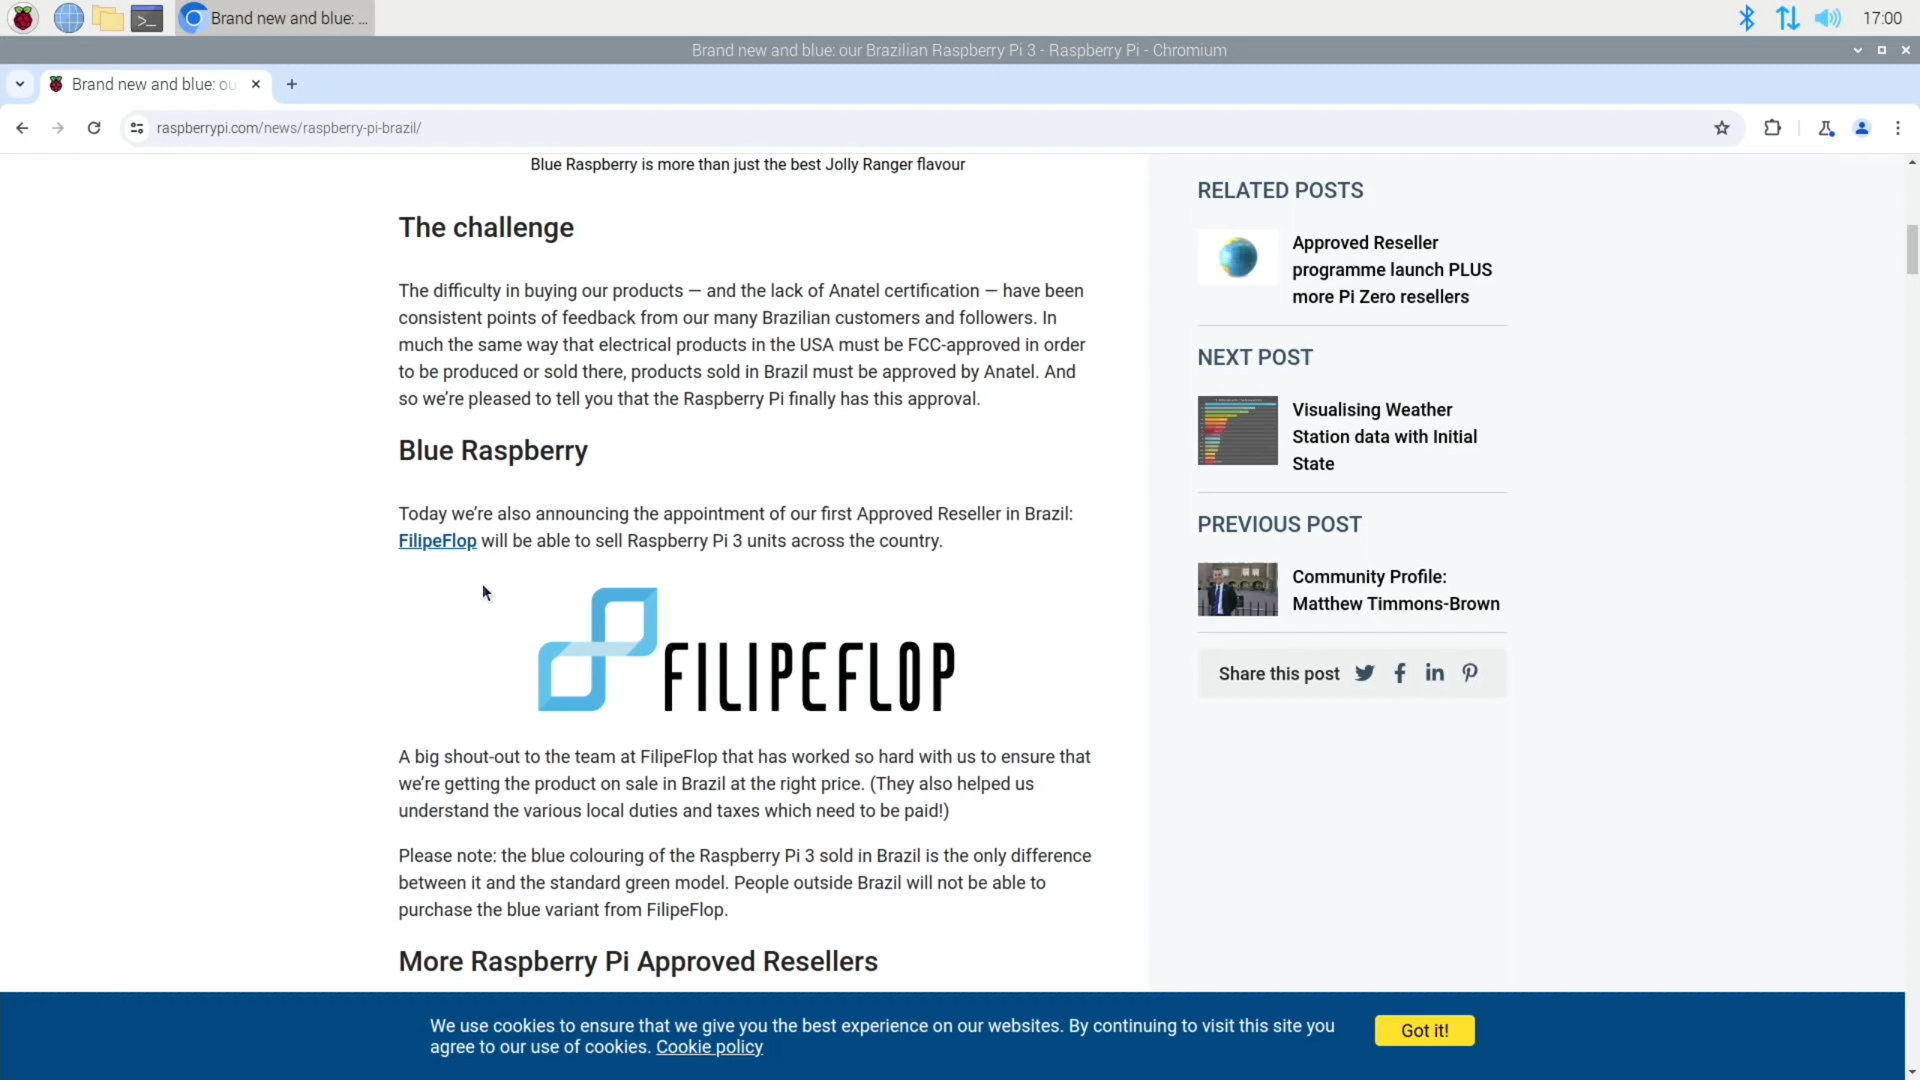 Brand new and blue: ...
17:00
Brand new and blue: our Brazilian Raspberry Pi 3 - Raspberry Pi - Chromium
Brand new and blue: ou
raspberrypi.com/news/raspberry-pi-brazil/
Blue Raspberry is more than just the best Jolly Ranger flavour
The challenge
The difficulty in buying our products — and the lack of Anatel certification — have been
consistent points of feedback from our many Brazilian customers and followers. In
much the same way that electrical products in the USA must be FCC-approved in order
to be produced or sold there, products sold in Brazil must be approved by Anatel. And
so we’re pleased to tell you that the Raspberry Pi finally has this approval.
Blue Raspberry
Today we’re also announcing the appointment of our first Approved Reseller in Brazil:
FilipeFlop will be able to sell Raspberry Pi 3 units across the country.
FILIPEFLOP
A big shout-out to the team at FilipeFlop that has worked so hard with us to ensure that
we’re getting the product on sale in Brazil at the right price. (They also helped us
understand the various local duties and taxes which need to be paid!)
Please note: the blue colouring of the Raspberry Pi 3 sold in Brazil is the only difference
between it and the standard green model. People outside Brazil will not be able to
purchase the blue variant from FilipeFlop.
More Raspberry Pi Approved Resellers
RELATED POSTS
Approved Reseller
programme launch PLUS
more Pi Zero resellers
NEXT POST
Visualising Weather
Station data with Initial
State
PREVIOUS POST
Community Profile:
Matthew Timmons-Brown
Share this post
We use cookies to ensure that we give you the best experience on our websites. By continuing to visit this site you
agree to our use of cookies. Cookie policy
Got it!